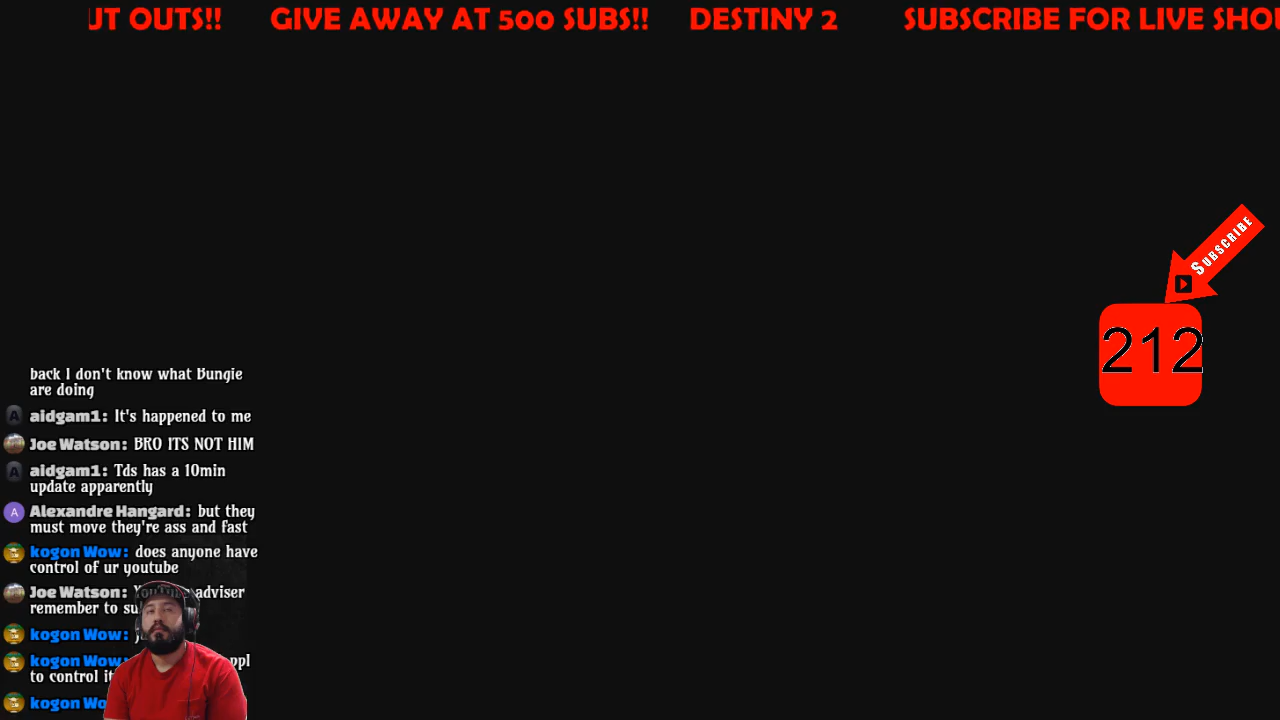 UT OUTS!! GIVE AWAY AT 500 SUBS!! DESTINY 2 SUBSCRIBE FOR LIVE SHOU
SUBSCRIBE
212
back I don't know what Bungie
are doing
A aidgam1: It's happened to me
Joe Watson: BRO ITS NOT HIM
A aidgam1: Tds has a 10min
update apparently
A Alexandre Hangard: but they
must move they're ass and fast
kogon Wow: does anyone have
control of ur youtube
Joe Watson: adviser
remember to
kogon Wow:
kogon Wow:
to control
kogon